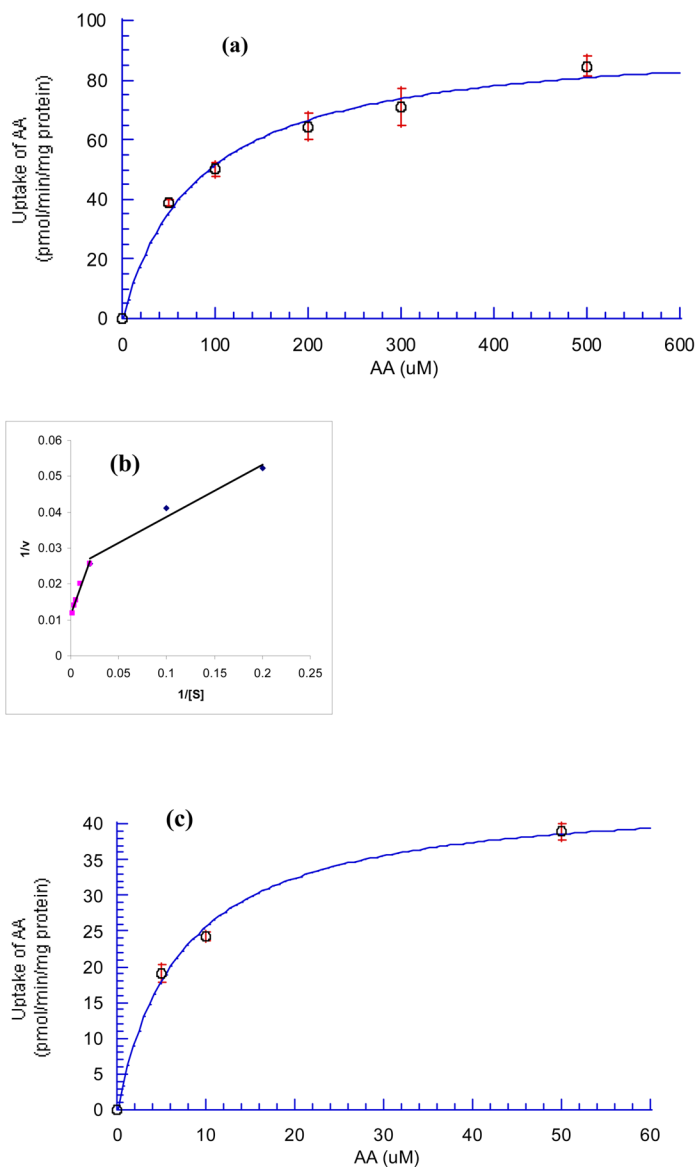 (a)
Uptake of AA
(pmol/min/mg protein)
100
80
60
40
20
0
0 100 200 300 400 500 600
AA (uM)
(b)
1/v
0.06
0.05
0.04
0.03
0.02
0.01
0
0 0.05 0.1 0.15 0.2 0.25
1/[S]
(c)
Uptake of AA
(pmol/min/mg protein)
40
35
30
25
20
15
10
5
0
0 10 20 30 40 50 60
AA (uM)